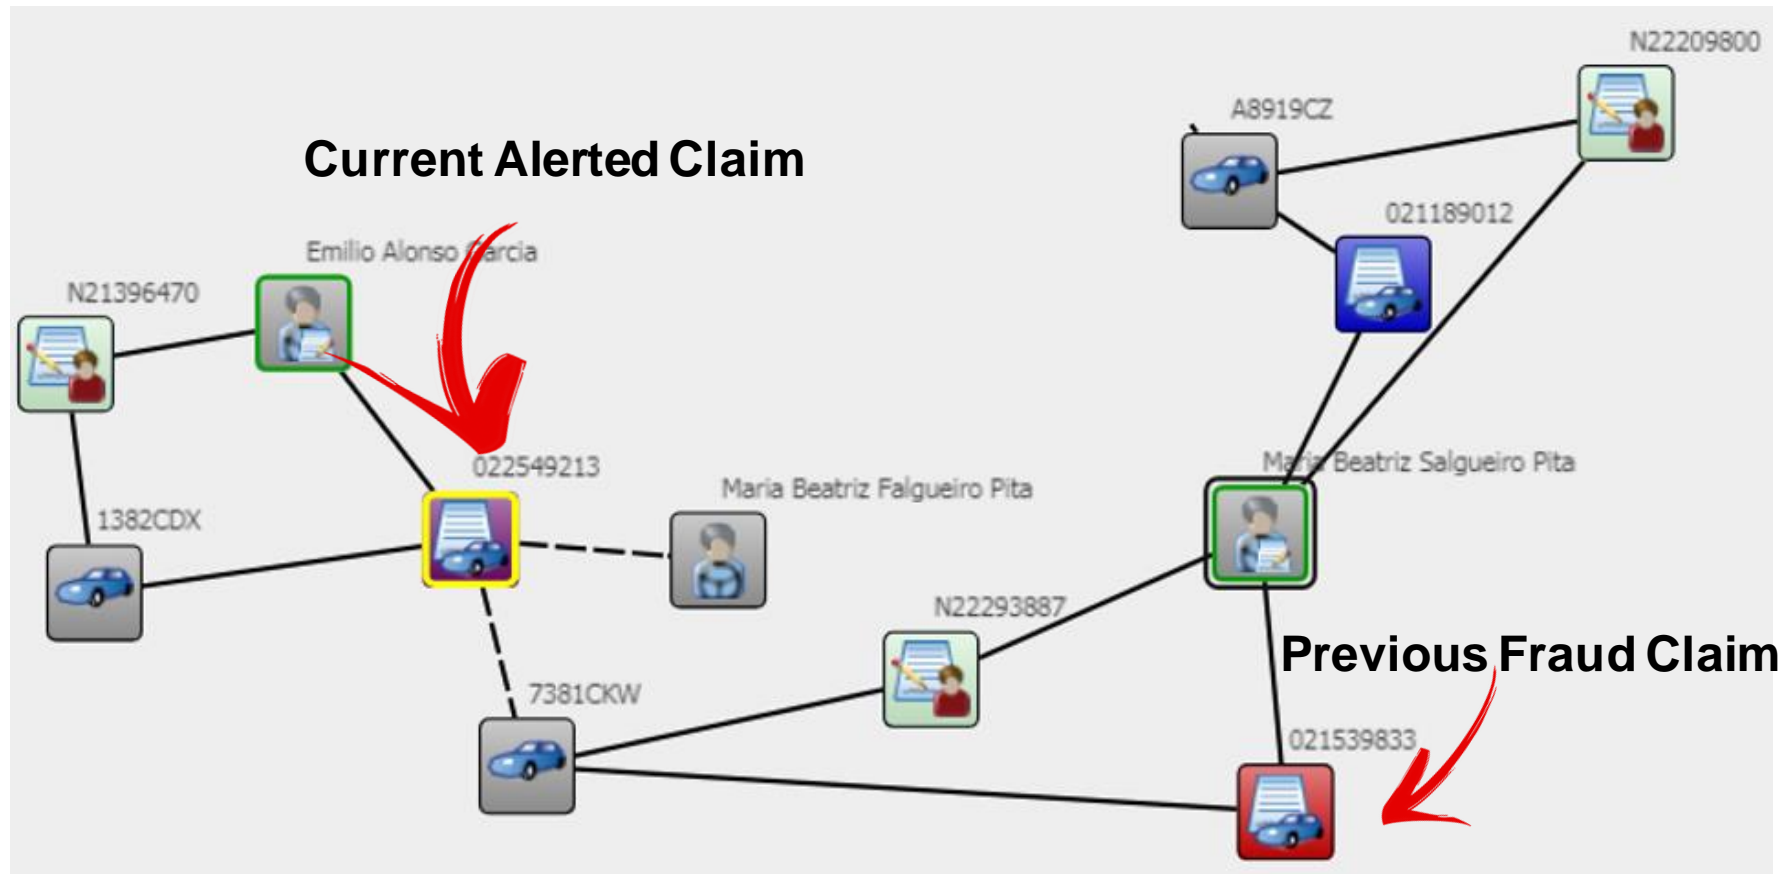 N22209800
A8919CZ
Current Alerted Claim
021189012
Emilio Alonso Garcia
N21396470
Maria Beatriz Salgueiro Pita
022549213
Maria Beatriz Falgueiro Pita
1382CDX
N22293887
Previous Fraud Claim
7381CKW
021539833